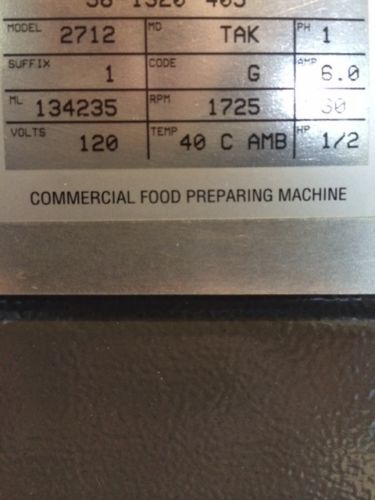 MODEL 2712 MD TAK PH 1
SUFFIX 1 CODE G AMP 6.0
ML 134235 RPM 1725 60
VOLTS 120 TEMP 40 C AMB HP 1/2
COMMERCIAL FOOD PREPARING MACHINE